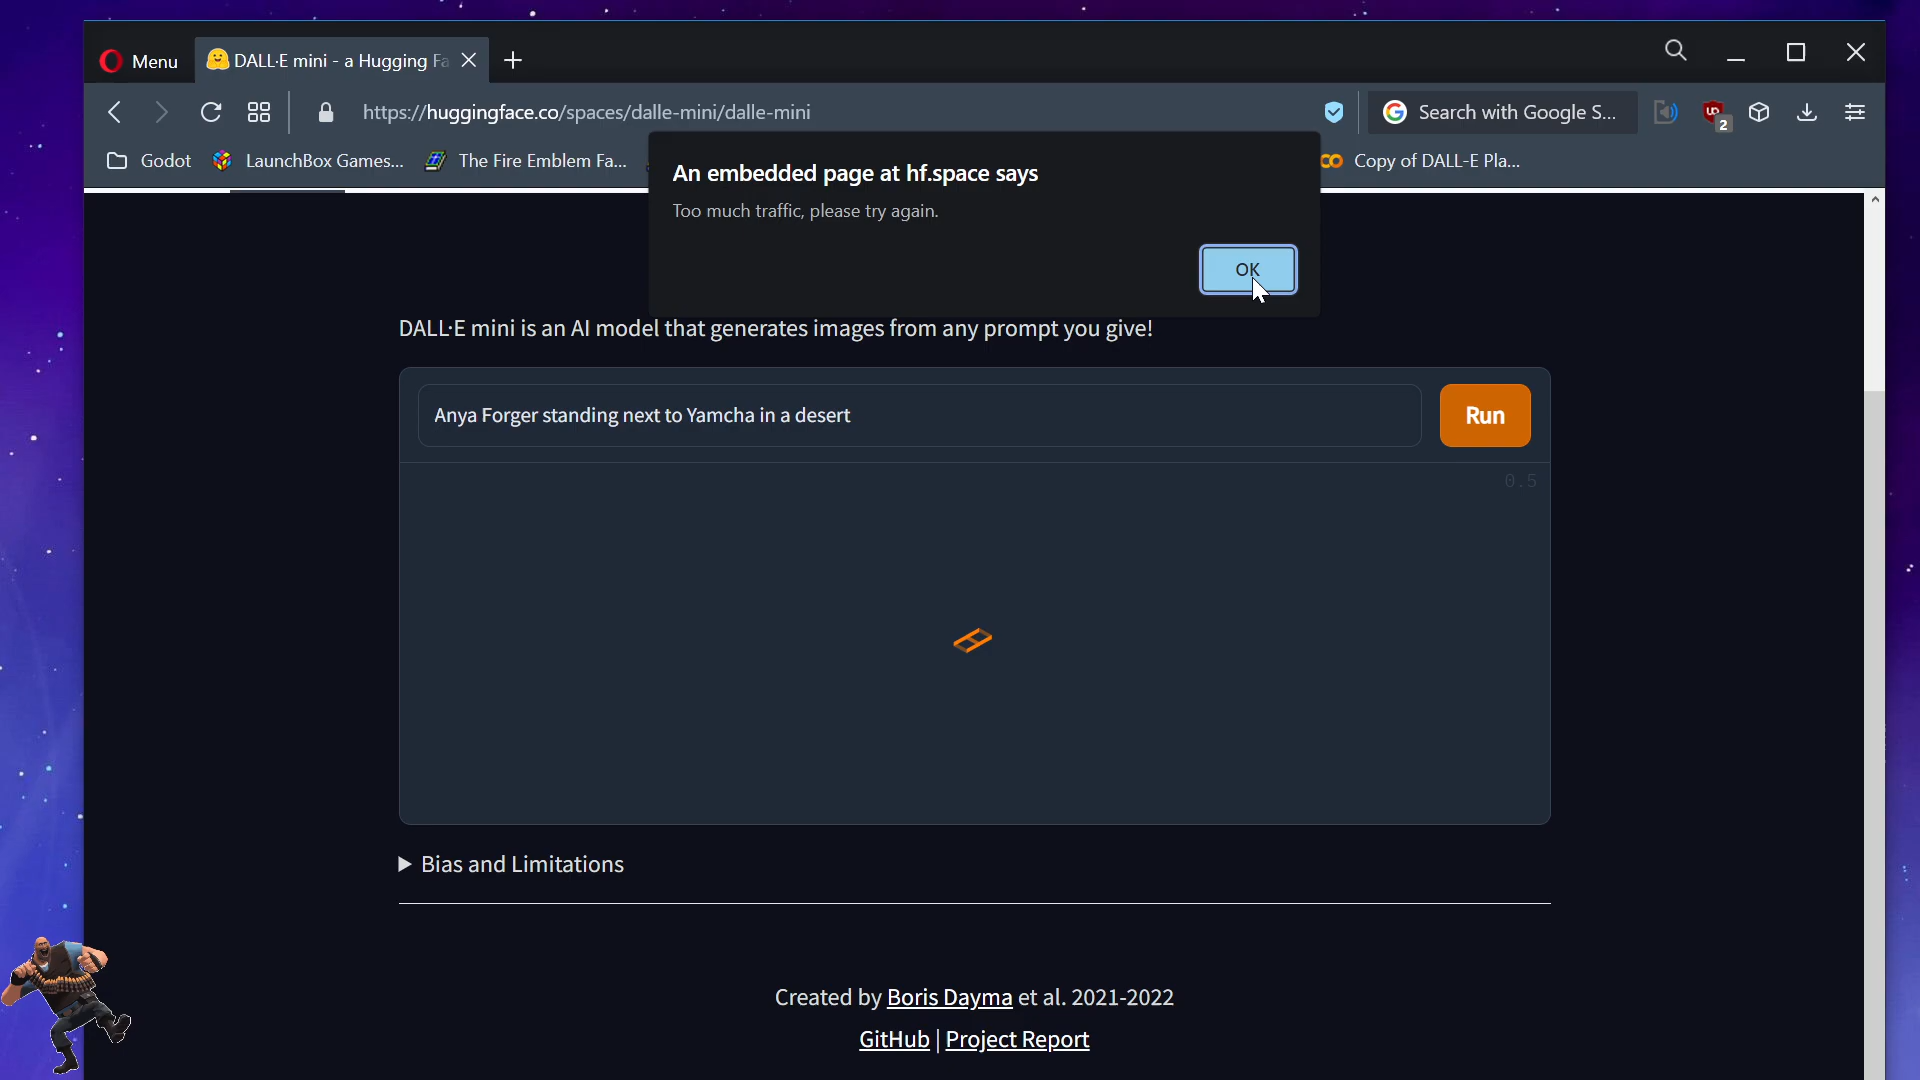 Menu
DALL·E mini - a Hugging Fa
https://huggingface.co/spaces/dalle-mini/dalle-mini
Search with Google S...
2
Godot
LaunchBox Games...
The Fire Emblem Fa...
Copy of DALL-E Pla...
An embedded page at hf.space says
Too much traffic, please try again.
OK
DALL·E mini is an AI model that generates images from any prompt you give!
Anya Forger standing next to Yamcha in a desert
Run
0.5
Bias and Limitations
Created by Boris Dayma et al. 2021-2022
GitHub | Project Report